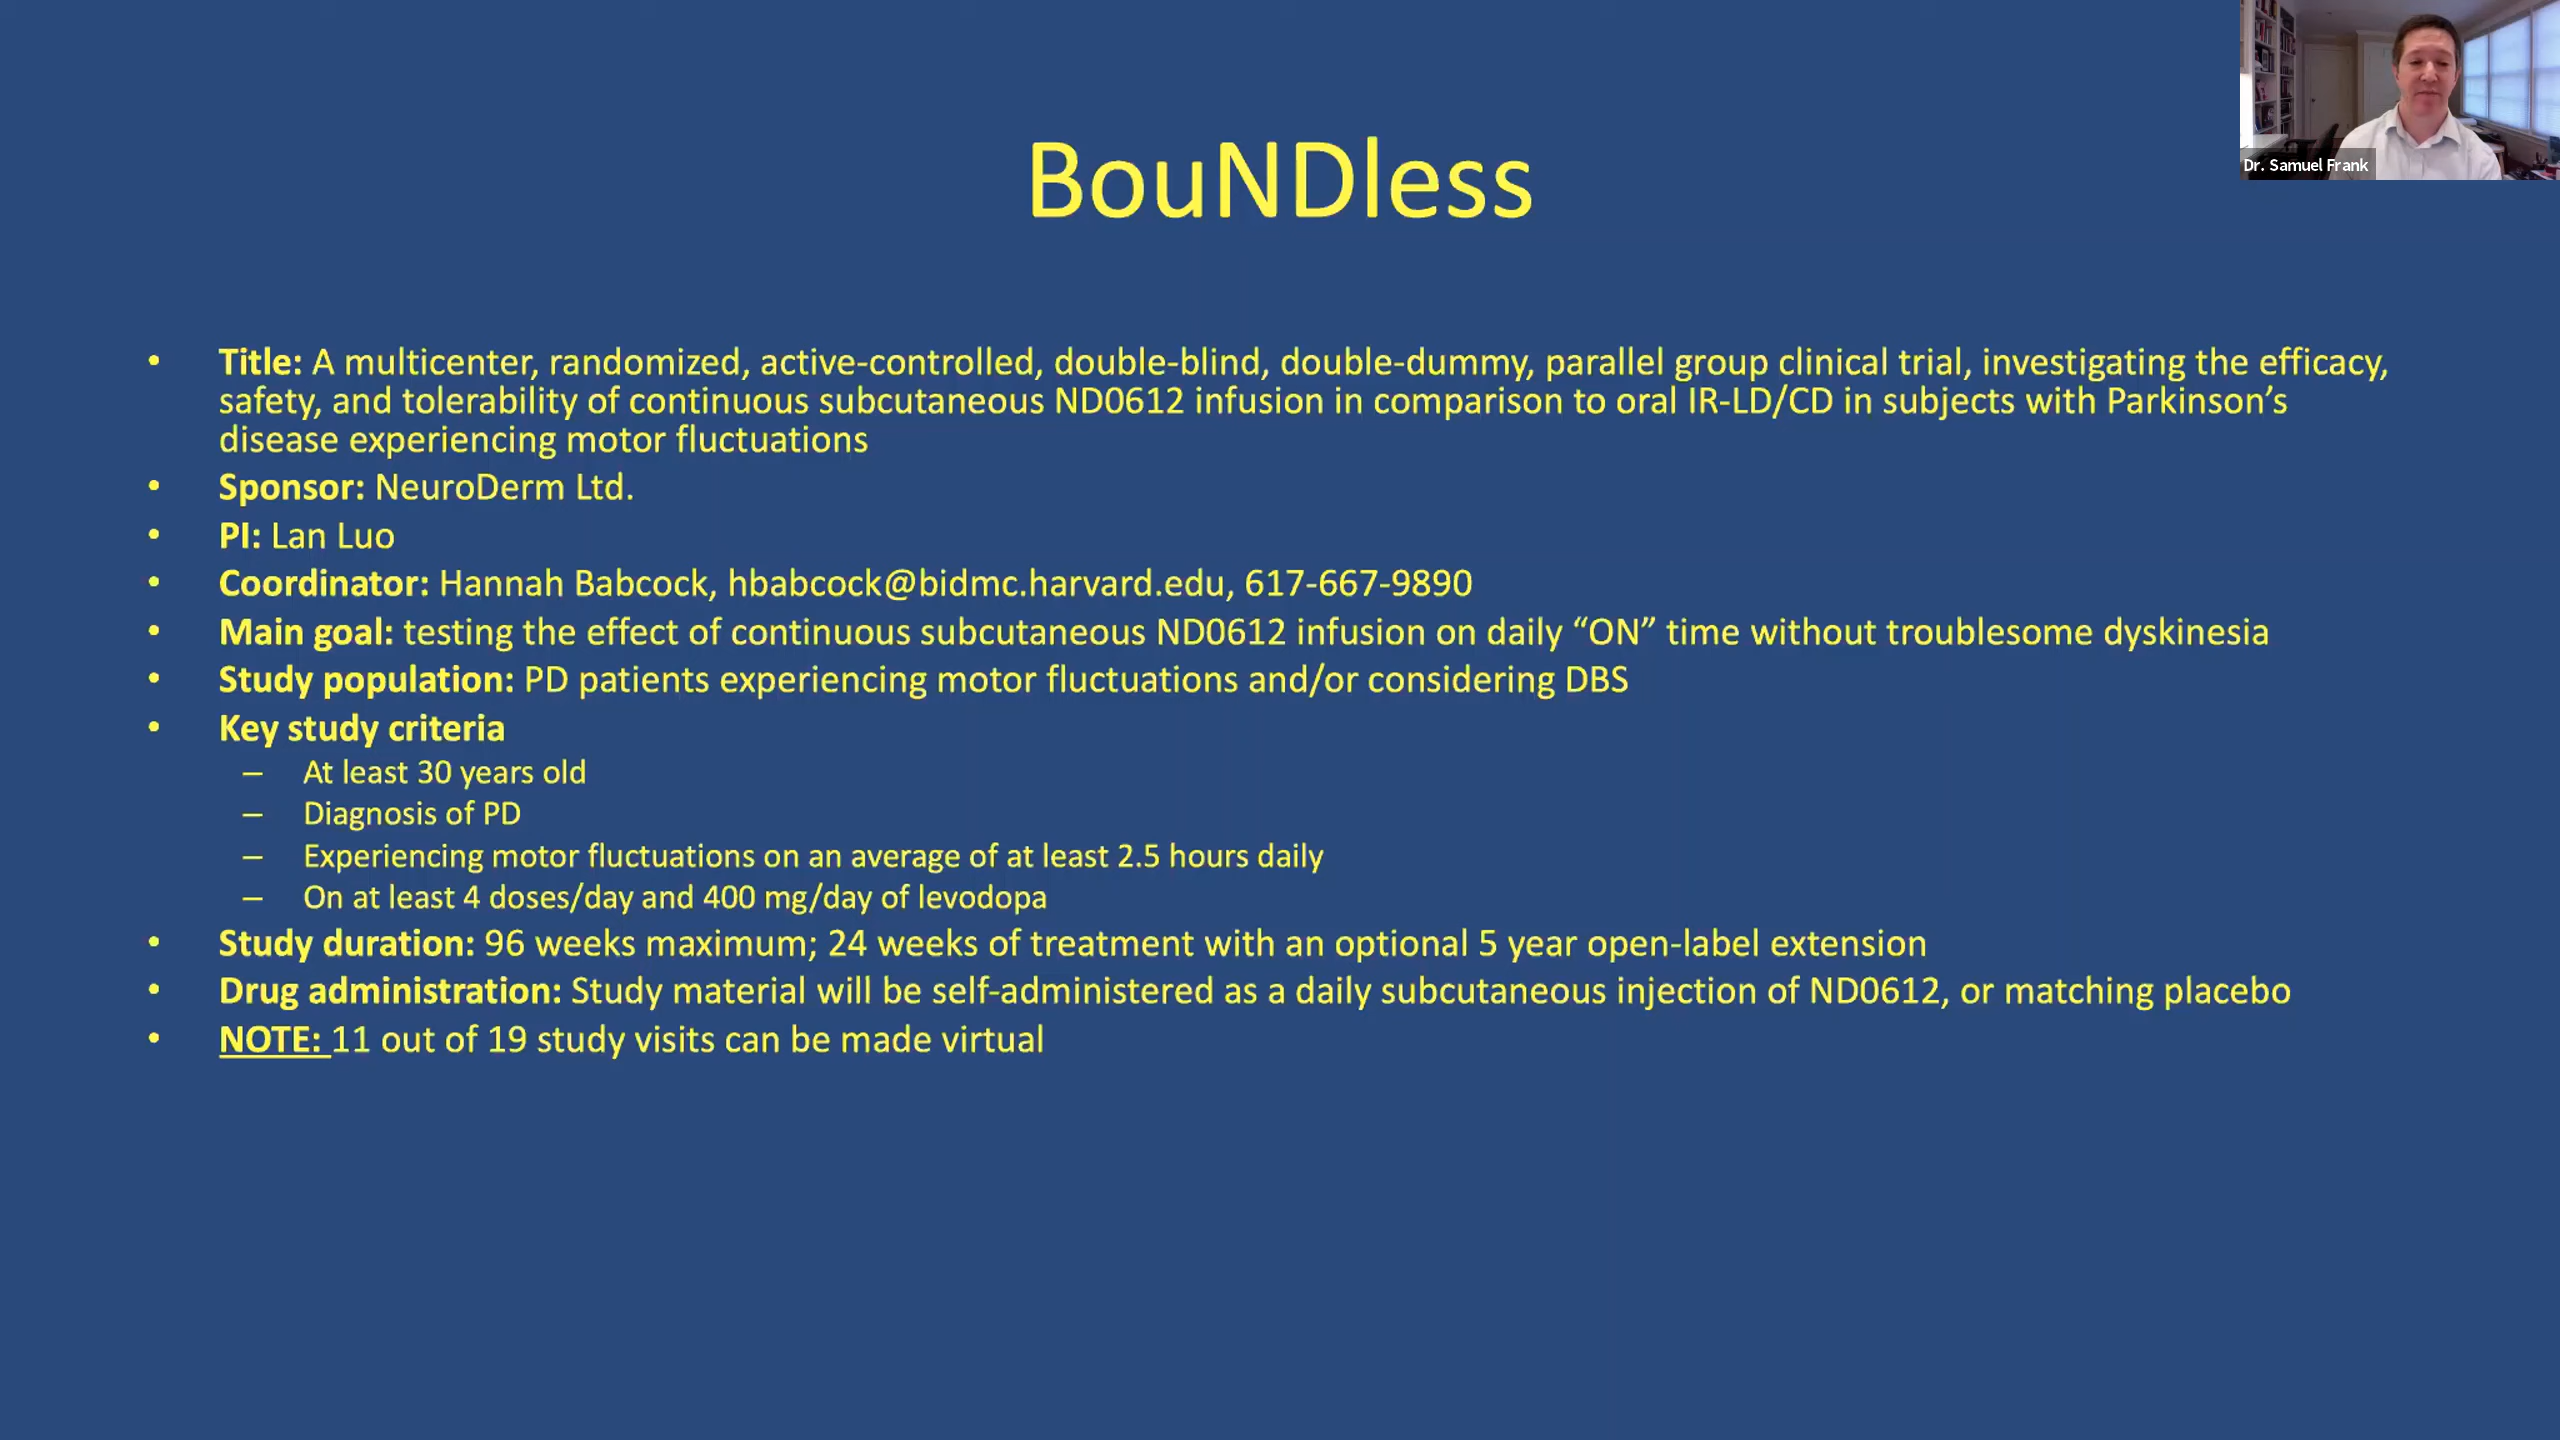 BouNDless
Dr. Samuel Frank
• Title: A multicenter, randomized, active-controlled, double-blind, double-dummy, parallel group clinical trial, investigating the efficacy,
safety, and tolerability of continuous subcutaneous ND0612 infusion in comparison to oral IR-LD/CD in subjects with Parkinson’s
disease experiencing motor fluctuations
• Sponsor: NeuroDerm Ltd.
• PI: Lan Luo
• Coordinator: Hannah Babcock, hbabcock@bidmc.harvard.edu, 617-667-9890
• Main goal: testing the effect of continuous subcutaneous ND0612 infusion on daily “ON” time without troublesome dyskinesia
• Study population: PD patients experiencing motor fluctuations and/or considering DBS
• Key study criteria
– At least 30 years old
– Diagnosis of PD
– Experiencing motor fluctuations on an average of at least 2.5 hours daily
– On at least 4 doses/day and 400 mg/day of levodopa
• Study duration: 96 weeks maximum; 24 weeks of treatment with an optional 5 year open-label extension
• Drug administration: Study material will be self-administered as a daily subcutaneous injection of ND0612, or matching placebo
• NOTE: 11 out of 19 study visits can be made virtual